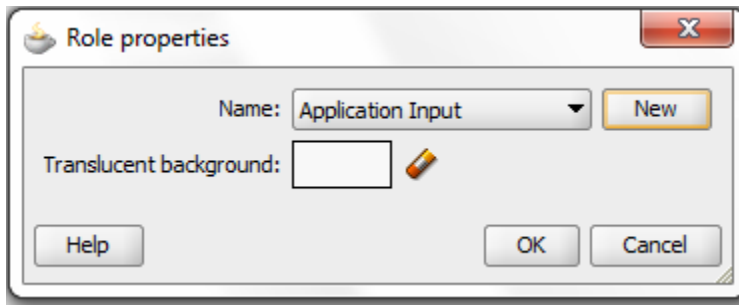 Role properties
Name: Application Input New
Translucent background:
Help OK Cancel